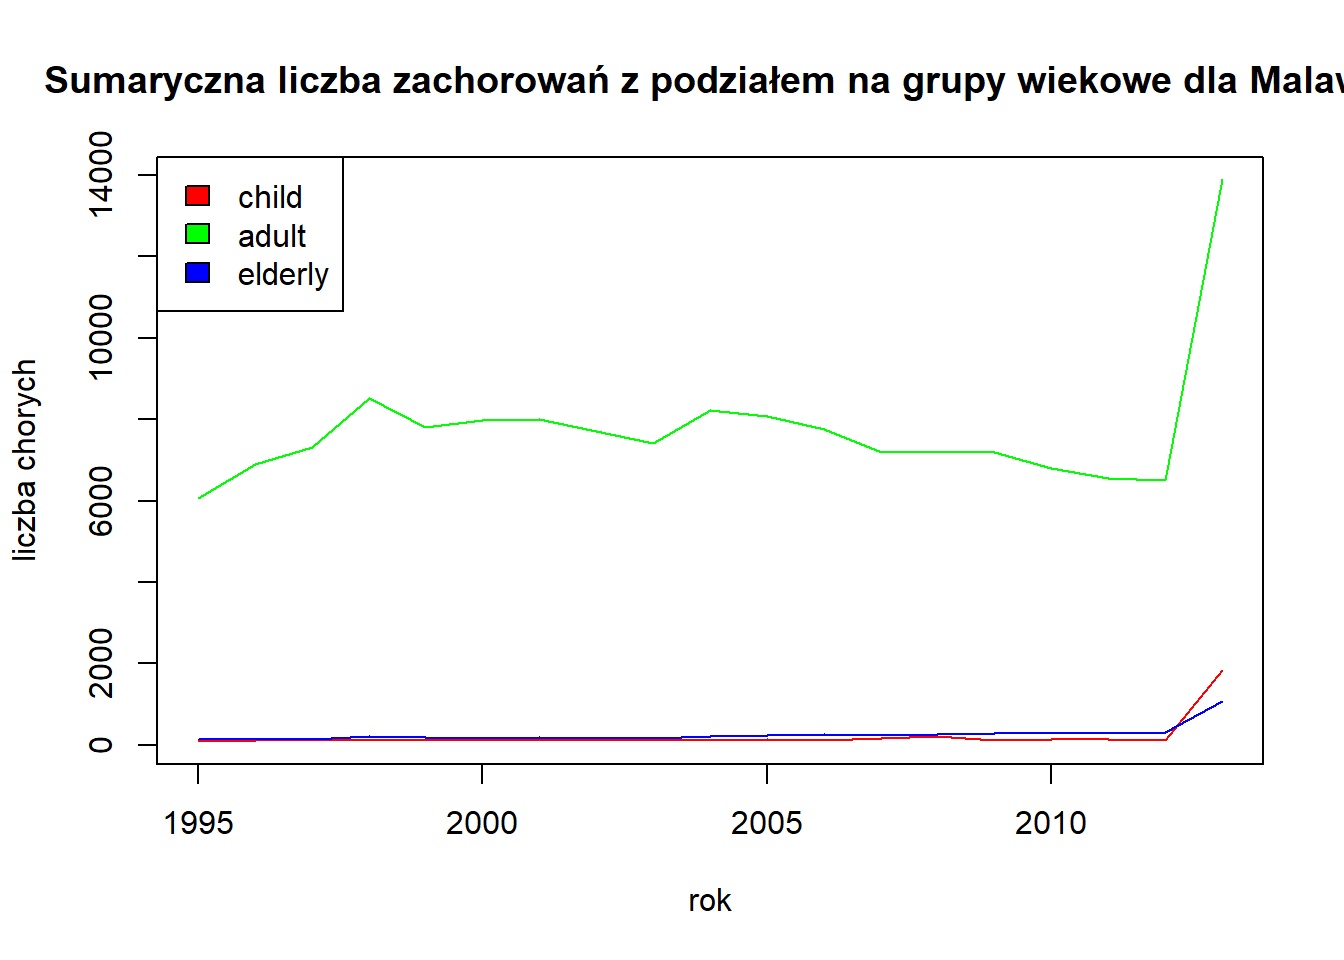 Sumaryczna liczba zachorowań z podziałem na grupy wiekowe dla Malaw
child
adult
elderly
liczba chorych
14000
10000
6000
2000
0
1995 2000 2005 2010
rok